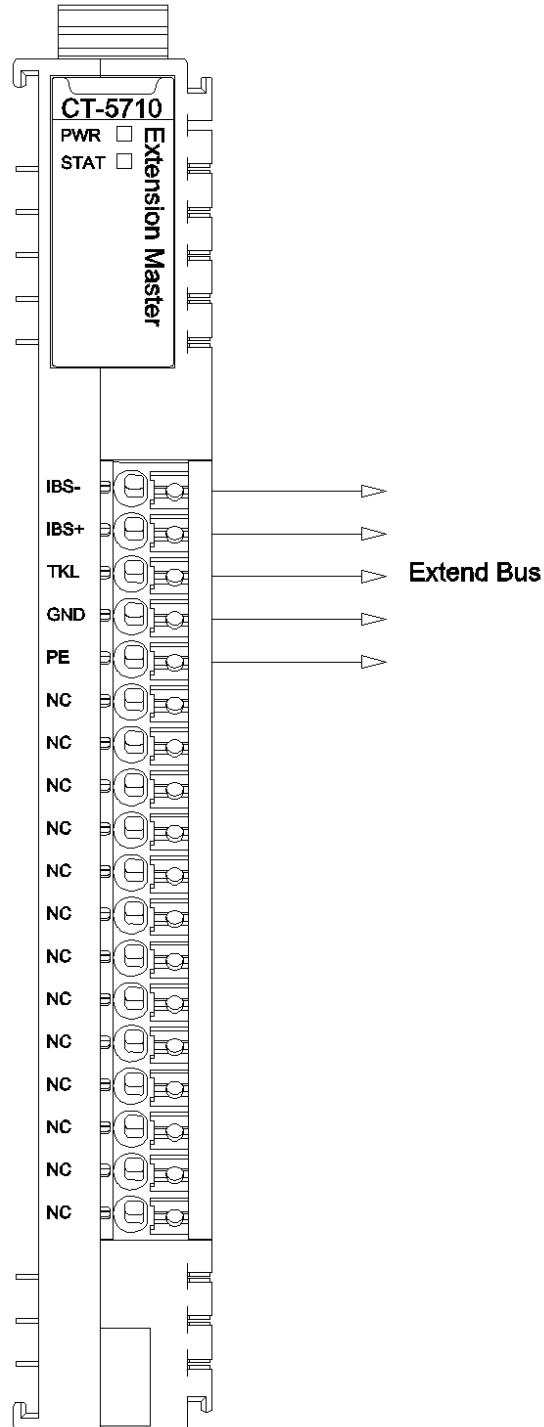 CT-5710
PWR
STAT
Extension Master
IBS-
IBS+
TKL
GND
PE
NC
NC
NC
NC
NC
NC
NC
NC
NC
NC
NC
NC
NC
Extend Bus